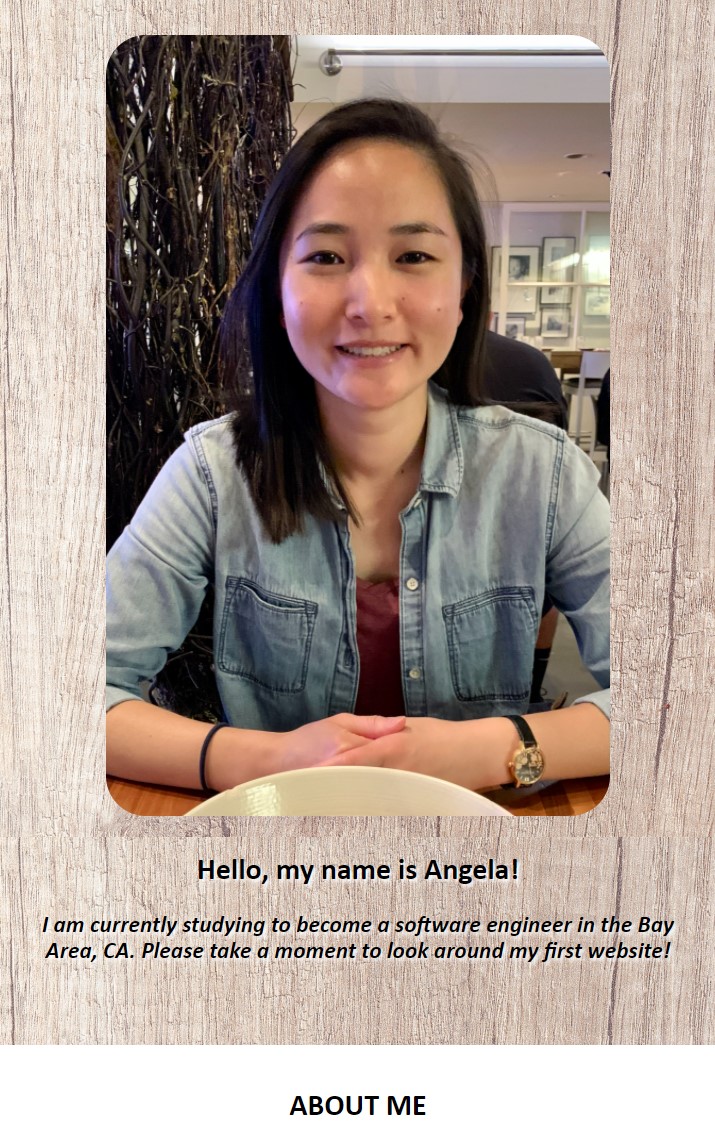 Hello, my name is Angela!
I am currently studying to become a software engineer in the Bay
Area, CA. Please take a moment to look around my first website!
ABOUT ME